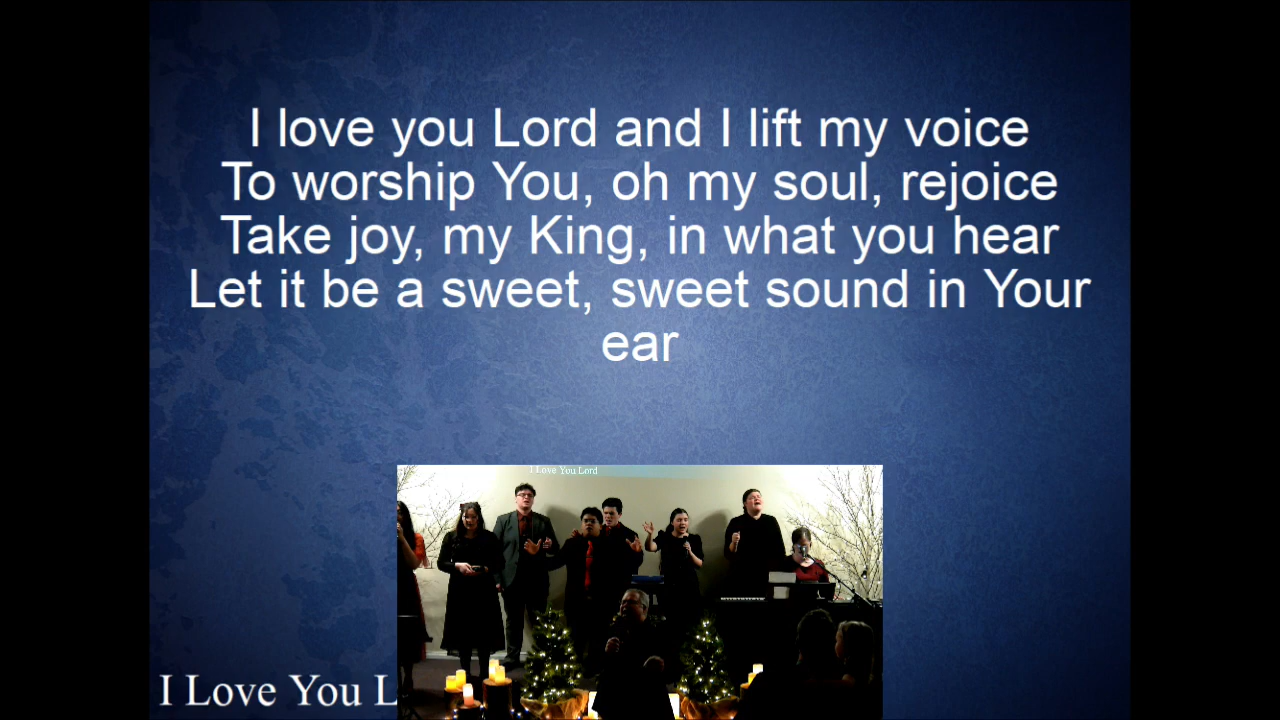 I love you Lord and I lift my voice
To worship You, oh my soul, rejoice
Take joy, my King, in what you hear
Let it be a sweet, sweet sound in Your
ear
I Love You Lord
I Love You L